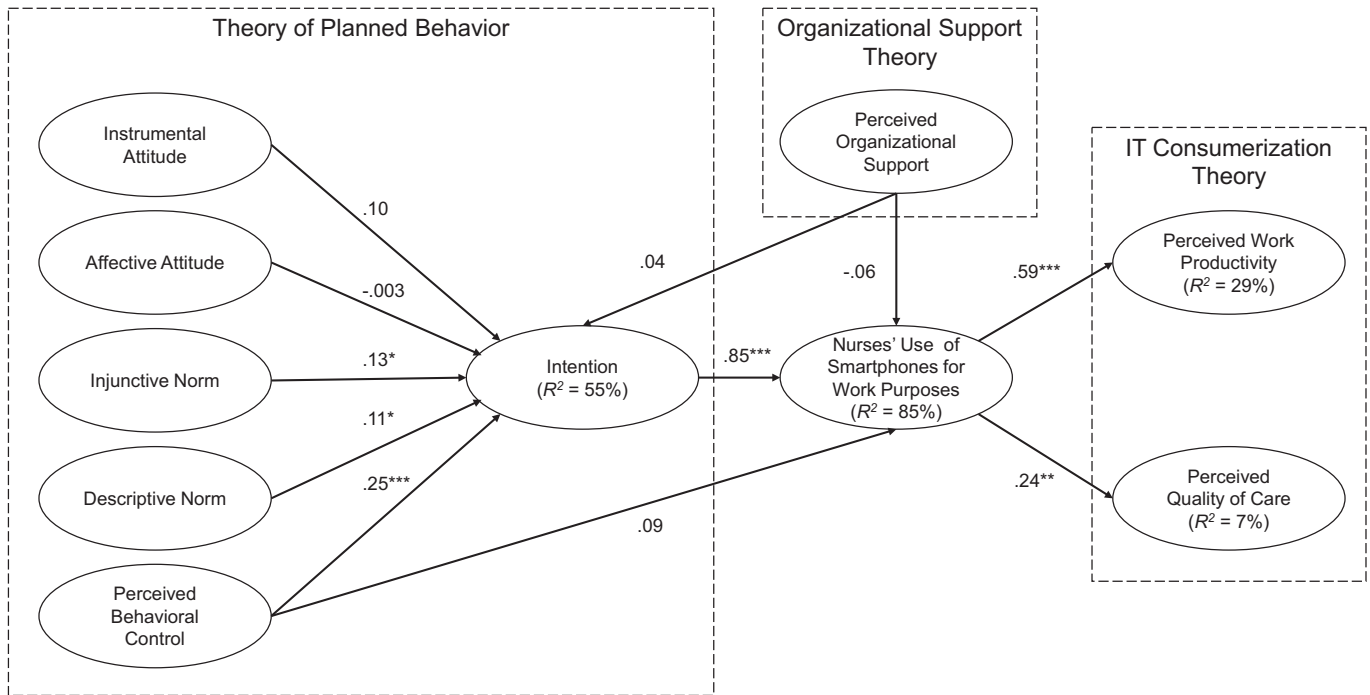 Theory of Planned Behavior
Organizational Support
Theory
Instrumental
Attitude
Perceived
Organizational
Support
IT Consumerization
Theory
.10
Affective Attitude
-.003
.04
-.06
.59***
Perceived Work
Productivity
(R² = 29%)
Injunctive Norm
.13*
Intention
(R² = 55%)
.85***
Nurses' Use of
Smartphones for
Work Purposes
(R² = 85%)
.11*
Descriptive Norm
.25***
.09
.24**
Perceived
Quality of Care
(R² = 7%)
Perceived
Behavioral
Control